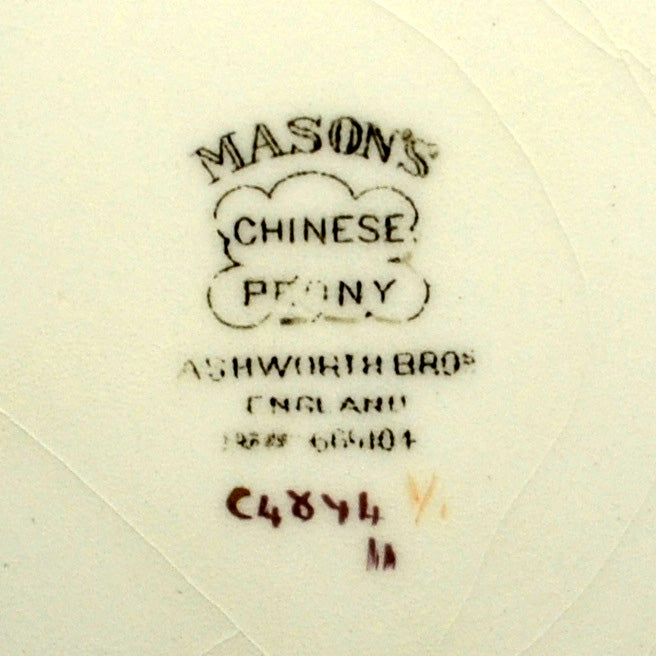 MASON'S
CHINESE
PEONY
ASHWORTH BROS
ENGLAND
C4844